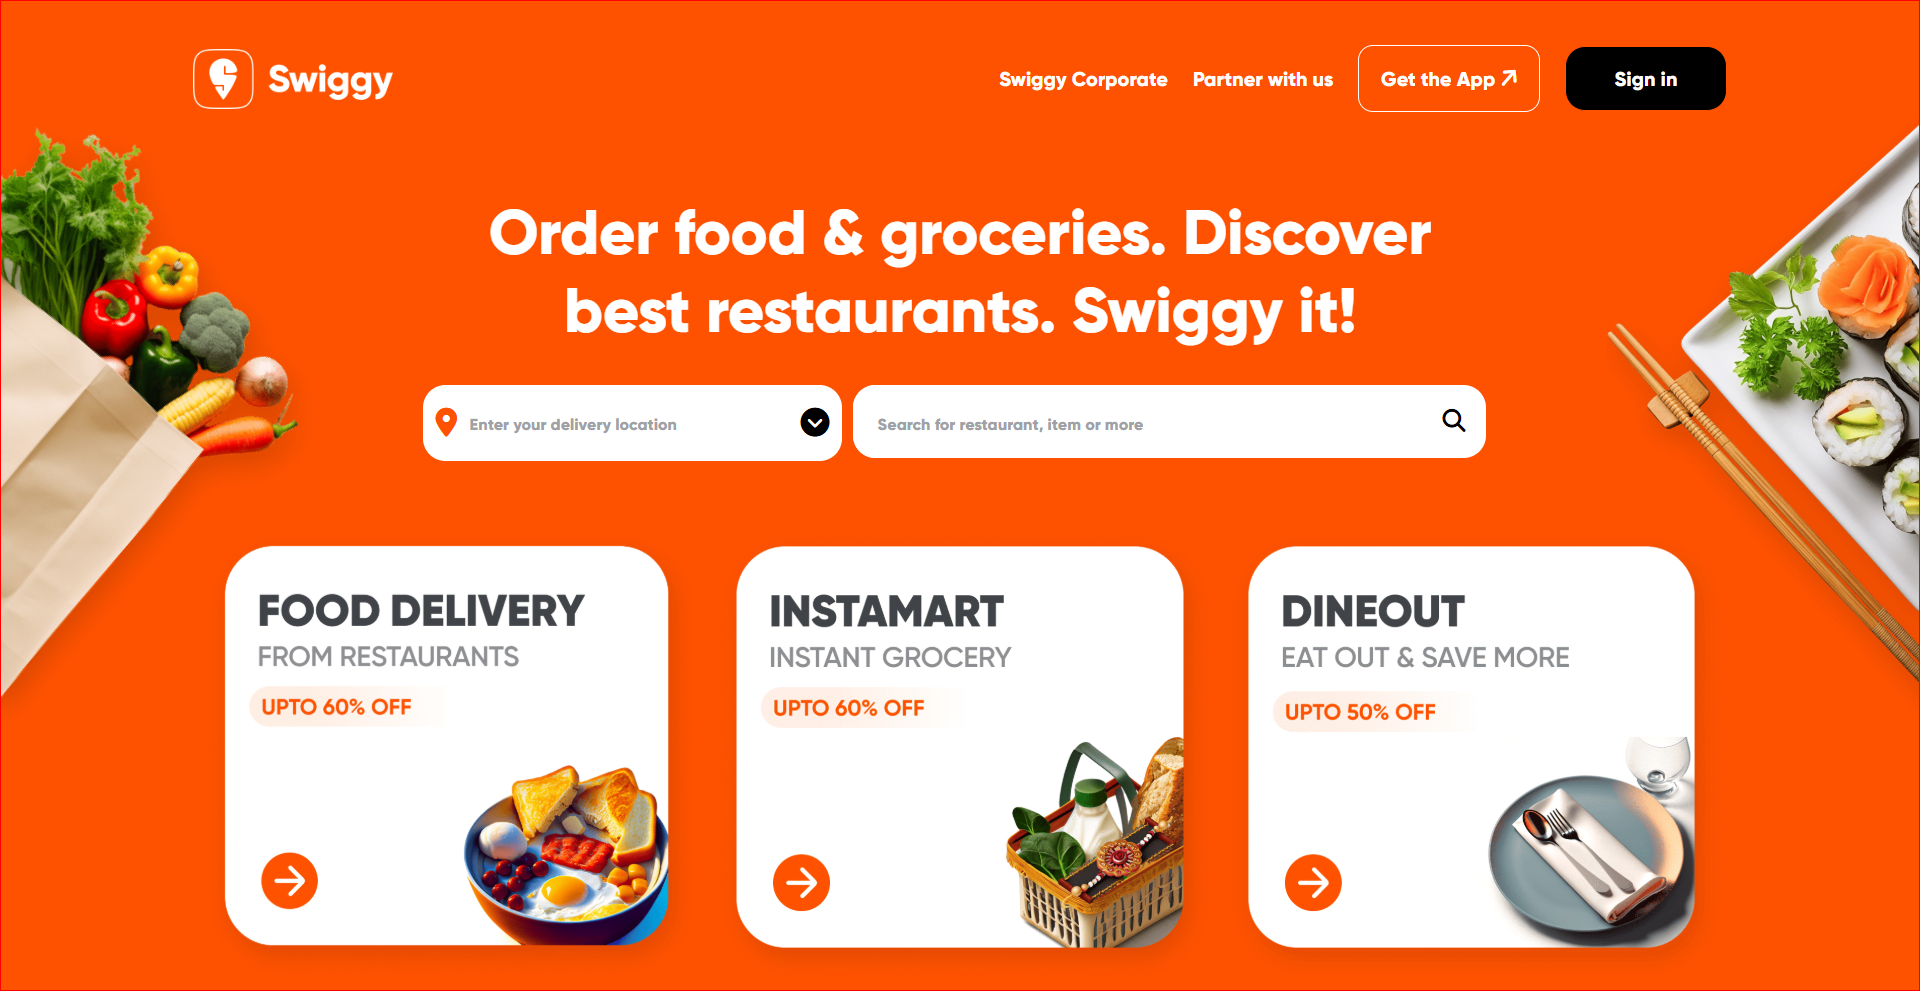 Swiggy
Swiggy Corporate
Partner with us
Get the App
Sign in
Order food & groceries. Discover
best restaurants. Swiggy it!
Enter your delivery location
Search for restaurant, item or more
FOOD DELIVERY
FROM RESTAURANTS
UPTO 60% OFF
INSTAMART
INSTANT GROCERY
UPTO 60% OFF
DINEOUT
EAT OUT & SAVE MORE
UPTO 50% OFF